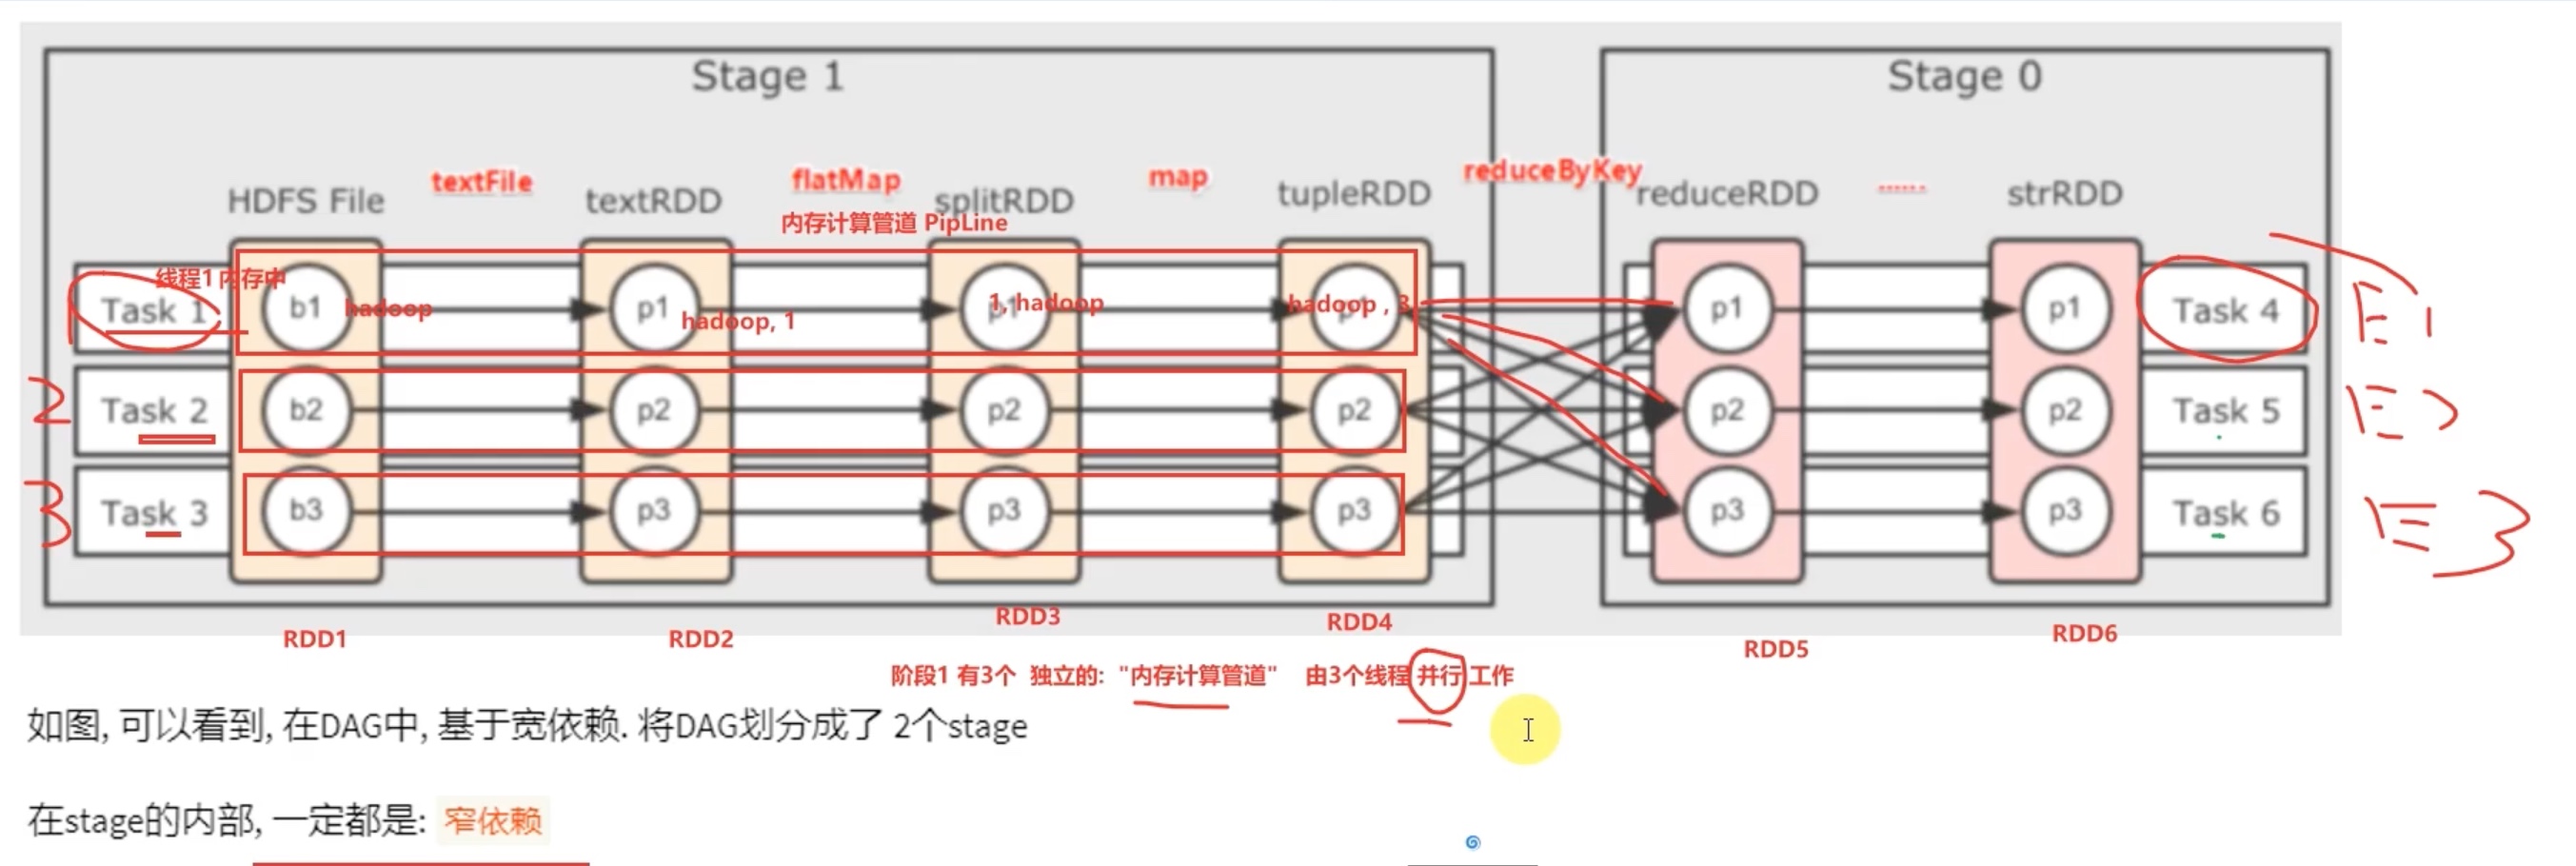 Stage 1
Stage 0
textFile
flatMap
map
reduceByKey
HDFS File
textRDD
splitRDD
tupleRDD
reduceRDD
......
strRDD
内存计算管道 PipLine
线程1 内存中
Task 1
b1
hadoop
p1
hadoop, 1
p1
1, hadoop
hadoop , 3
p1
p1
Task 4
E1
2
Task 2
b2
p2
p2
p2
p2
p2
Task 5
E2
3
Task 3
b3
p3
p3
p3
p3
p3
Task 6
E3
RDD1
RDD2
RDD3
RDD4
RDD5
RDD6
阶段1 有3个 独立的: "内存计算管道" 由3个线程 并行 工作
如图, 可以看到, 在DAG中, 基于宽依赖. 将DAG划分成了 2个stage
在stage的内部, 一定都是: 窄依赖